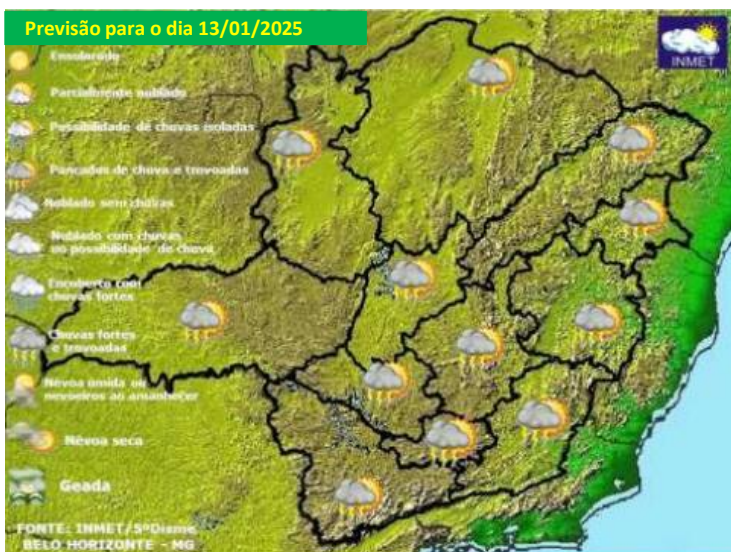 Previsão para o dia 13/01/2025
INMET
Ensolarado
Parcialmente nublado
Possibilidade de chuvas isoladas
Pancadas de chuva e trovoadas
Nublado sem chuvas
Nublado com chuvas
ou possibilidade de chuva
Encoberto com
chuvas fortes
Chuvas fortes
e trovoadas
Névoa úmida ou
nevoeiros ao amanhecer
Névoa seca
Geada
FONTE: INMET/5ºDisme
BELO HORIZONTE - MG